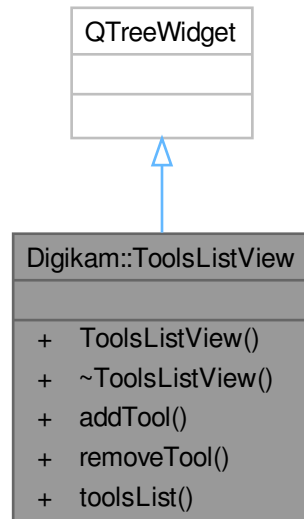 QTreeWidget
Digikam::ToolsListView
+ ToolsListView()
+ ~ToolsListView()
+ addTool()
+ removeTool()
+ toolsList()